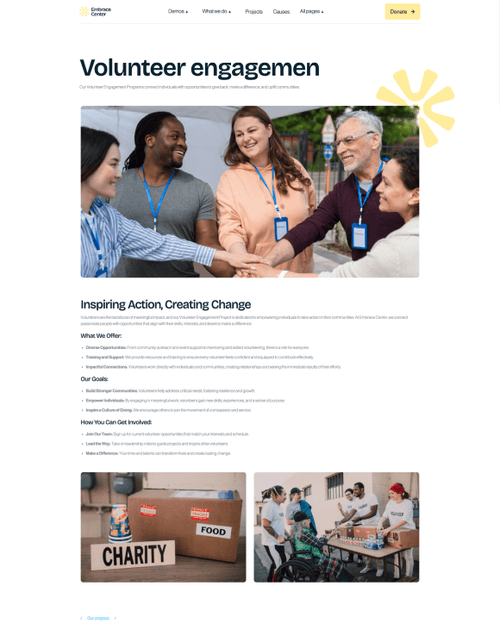 Embrace
Center
Demos
What we do
Projects
Causes
All pages
Donate →
Volunteer engagemen
Our Volunteer Engagement Programs connect individuals with opportunities to give back, make a difference, and uplift communities.
Inspiring Action, Creating Change
Volunteers are the backbone of meaningful impact, and our Volunteer Engagement Project is dedicated to empowering individuals to take action in their communities. At Embrace Center, we connect
passionate people with opportunities that align with their skills, interests, and desire to make a difference.
What We Offer:
• Diverse Opportunities: From community outreach and event support to mentoring and skilled volunteering, there's a role for everyone.
• Training and Support: We provide resources and training to ensure every volunteer feels confident and equipped to contribute effectively.
• Impactful Connections: Volunteers work directly with individuals and communities, creating relationships and seeing the immediate results of their efforts.
Our Goals:
• Build Stronger Communities: Volunteers help address critical needs, fostering resilience and growth.
• Empower Individuals: By engaging in meaningful work, volunteers gain new skills, experiences, and a sense of purpose.
• Inspire a Culture of Giving: We encourage others to join the movement of compassion and service.
How You Can Get Involved:
• Join Our Team: Sign up for current volunteer opportunities that match your interests and schedule.
• Lead the Way: Take on leadership roles to guide projects and inspire other volunteers.
• Make a Difference: Your time and talents can transform lives and create lasting change.
FOOD
CHARITY
Our projects